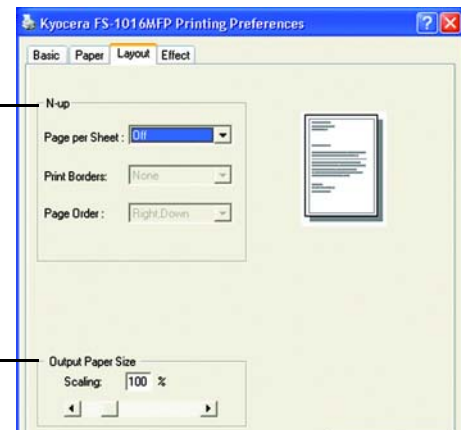 Kyocera FS-1016MFP Printing Preferences
Basic Paper Layout Effect
N-up
Page per Sheet : Off
Print Borders: None
Page Order : Right,Down
Output Paper Size
Scaling: 100 %